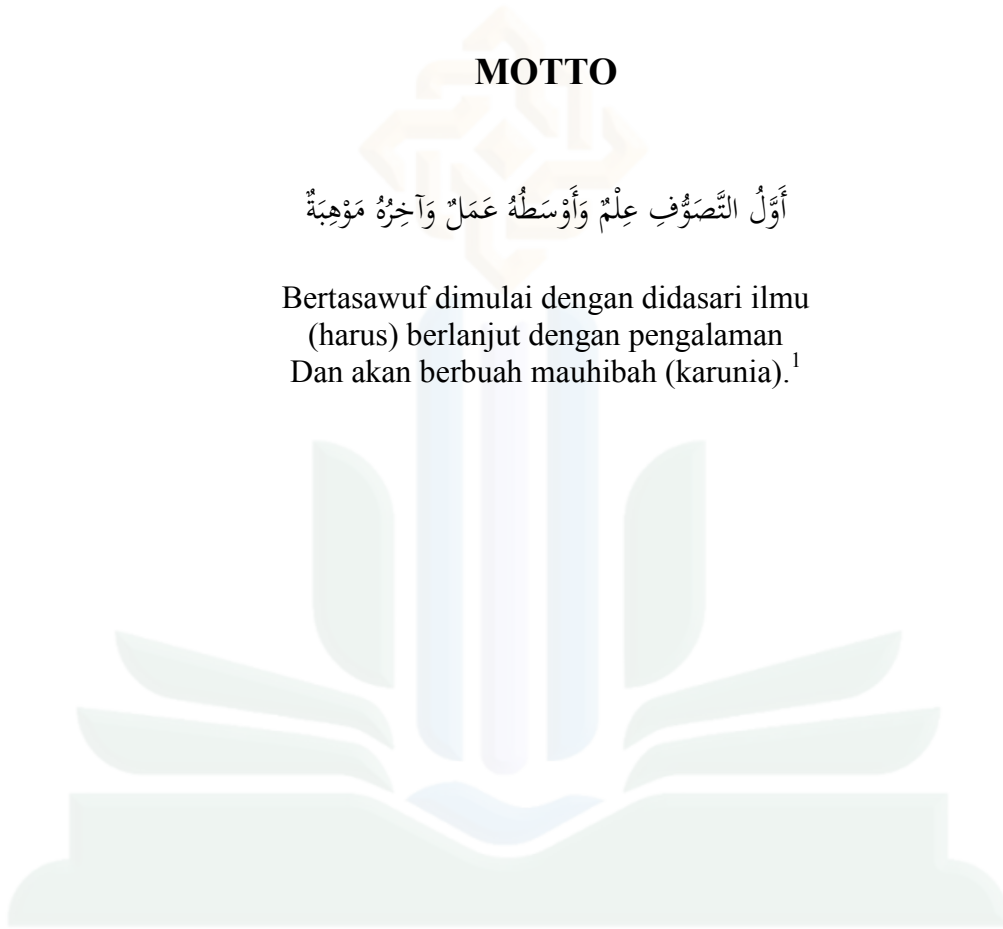 MOTTO
أَوَّلُ التَّصَوُّفِ عِلْمٌ وَأَوْسَطُهُ عَمَلٌ وَآخِرُهُ مَوْهِبَةٌ
Bertasawuf dimulai dengan didasari ilmu
(harus) berlanjut dengan pengalaman
Dan akan berbuah mauhibah (karunia).¹